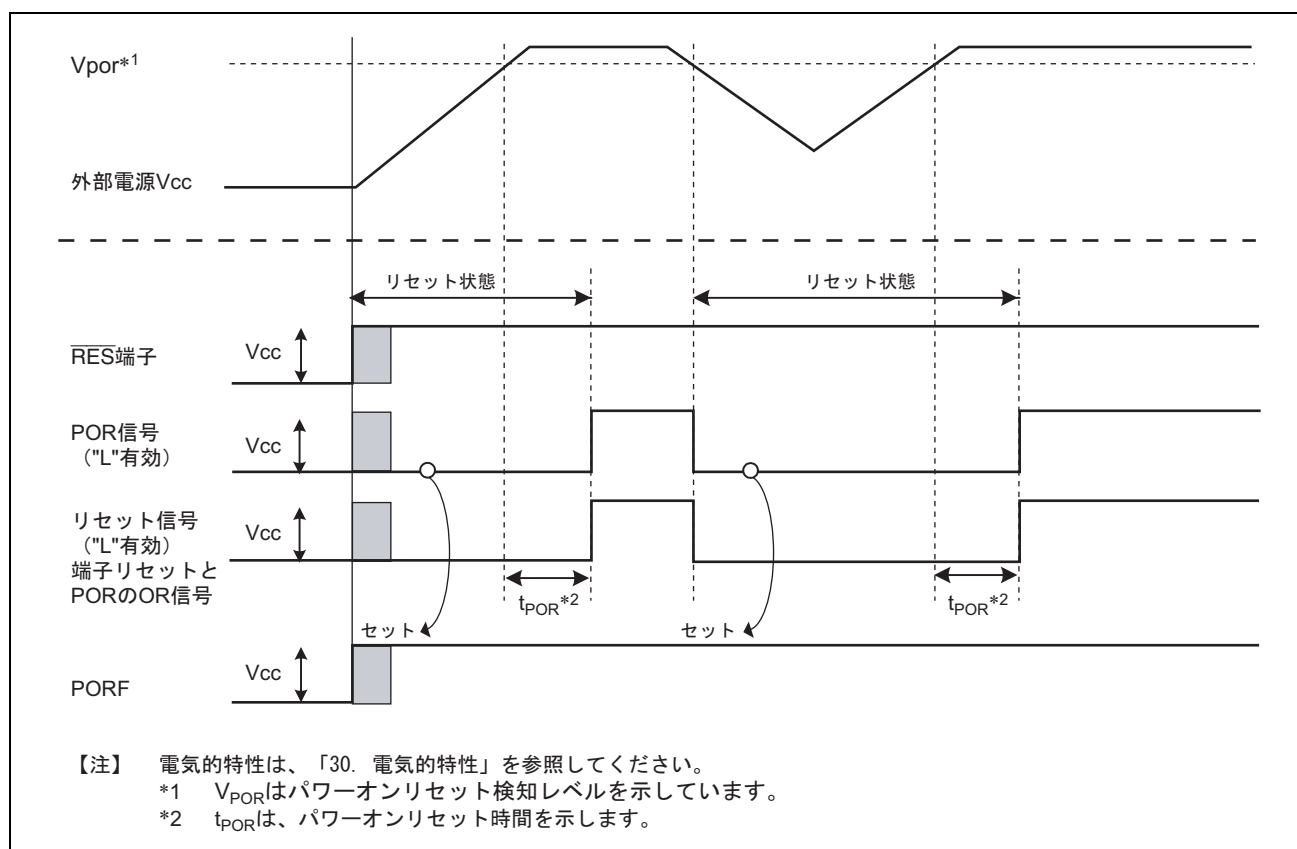 Vpor*1
外部電源Vcc
リセット状態
リセット状態
RES端子
Vcc
POR信号
("L"有効)
Vcc
リセット信号
("L"有効)
端子リセットと
PORのOR信号
Vcc
tPOR*2
tPOR*2
セット
セット
PORF
Vcc
【注】 電気的特性は、「30. 電気的特性」を参照してください。
*1 VPORはパワーオンリセット検知レベルを示しています。
*2 tPORは、パワーオンリセット時間を示します。